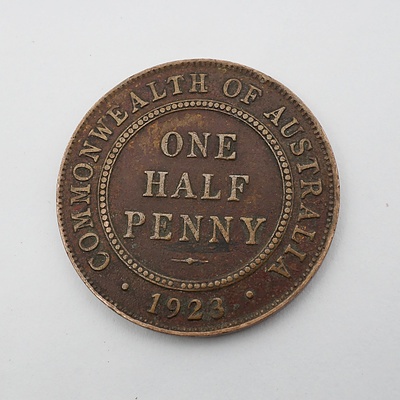 COMMONWEALTH OF AUSTRALIA
ONE
HALF
PENNY
· 1923 ·